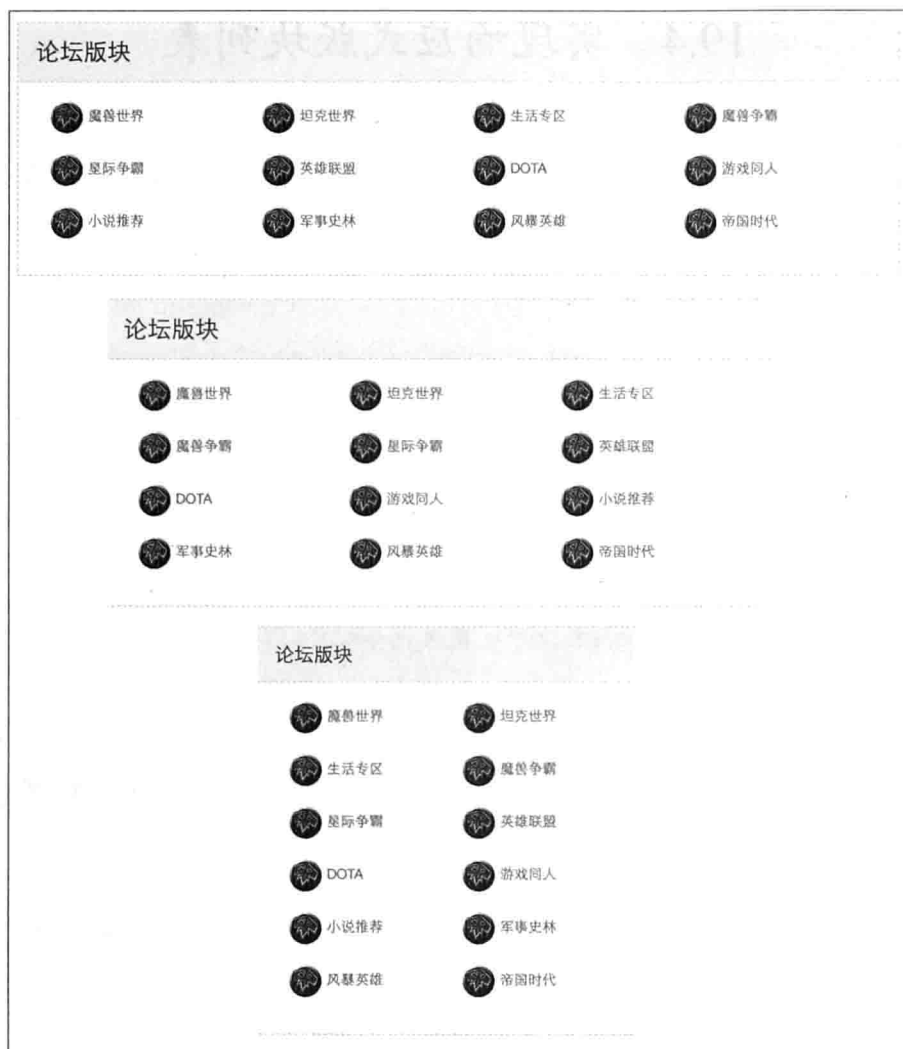 论坛版块
魔兽世界 坦克世界 生活专区 魔兽争霸
星际争霸 英雄联盟 DOTA 游戏同人
小说推荐 军事史林 风暴英雄 帝国时代
论坛版块
魔兽世界 坦克世界 生活专区
魔兽争霸 星际争霸 英雄联盟
DOTA 游戏同人 小说推荐
军事史林 风暴英雄 帝国时代
论坛版块
魔兽世界 坦克世界
生活专区 魔兽争霸
星际争霸 英雄联盟
DOTA 游戏同人
小说推荐 军事史林
风暴英雄 帝国时代